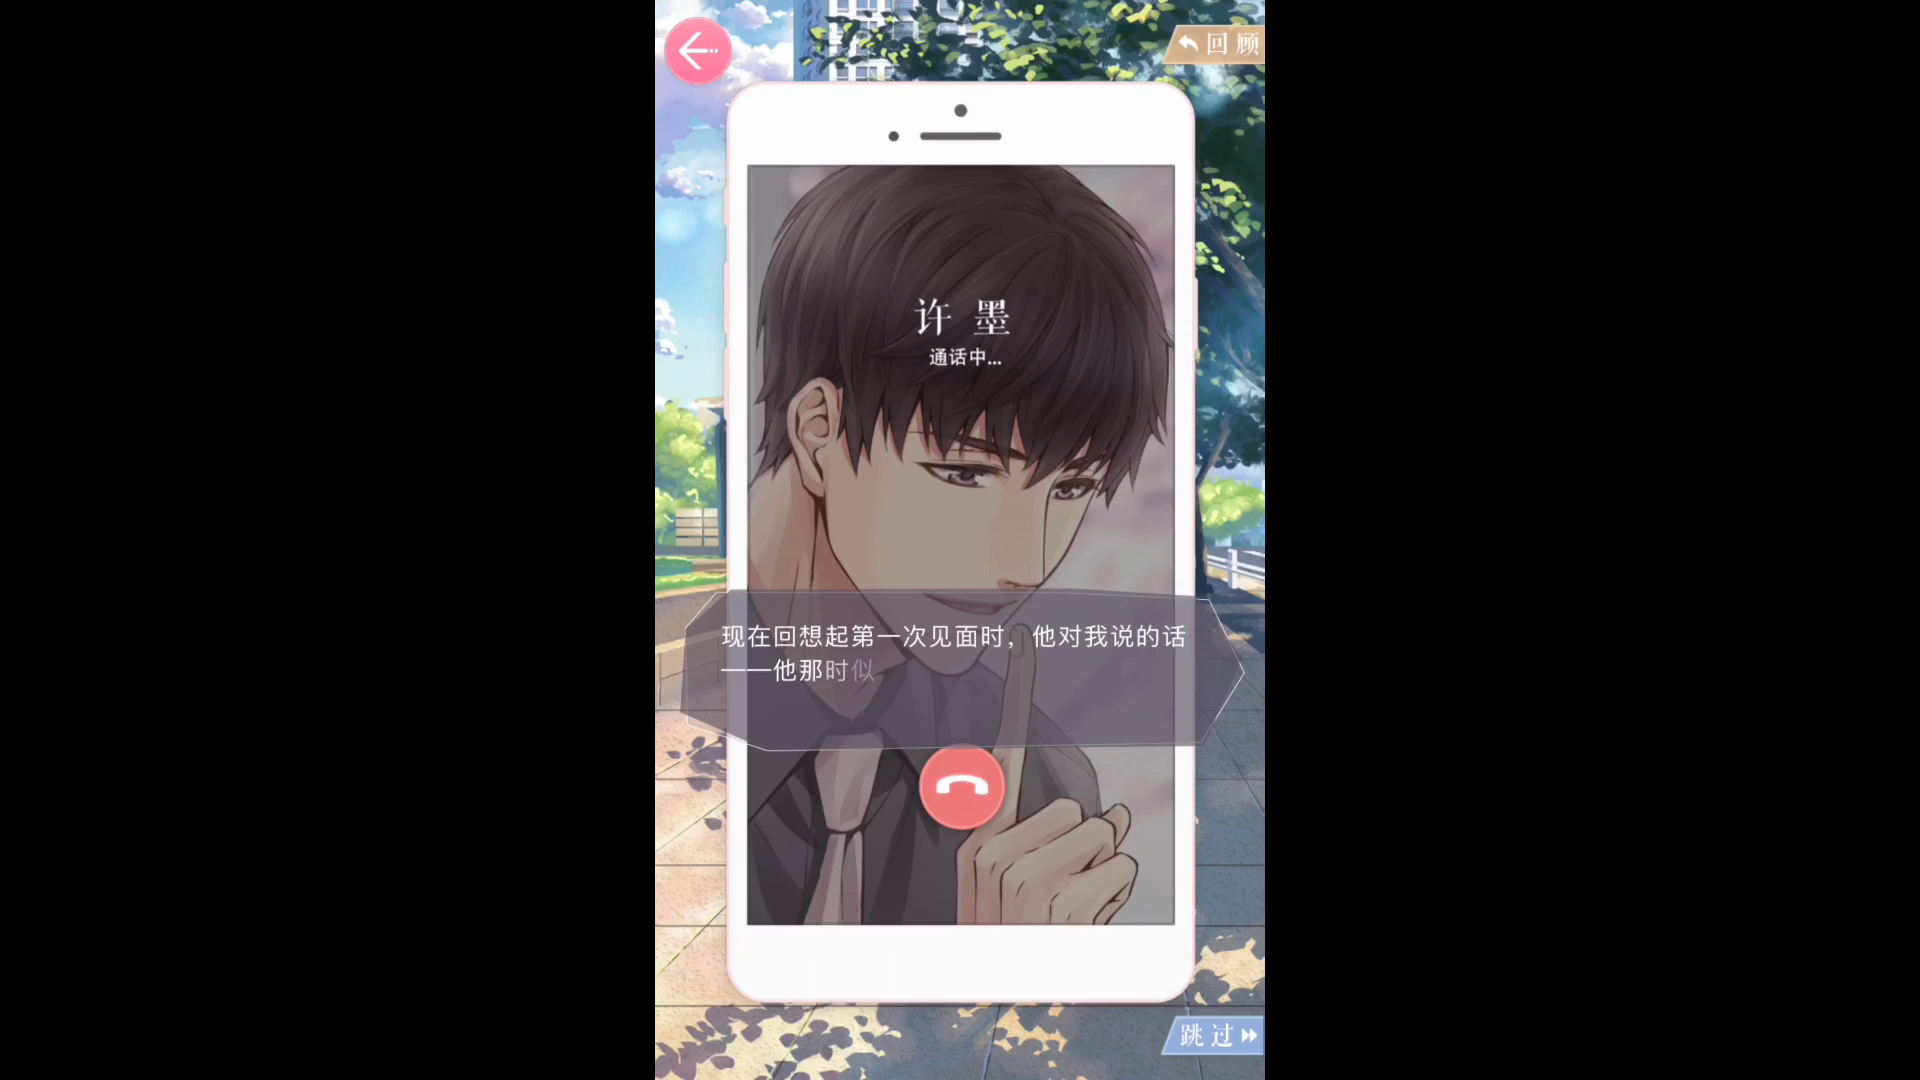 回顾
许墨
通话中...
现在回想起第一次见面时，他对我说的话
——他那时似
跳过